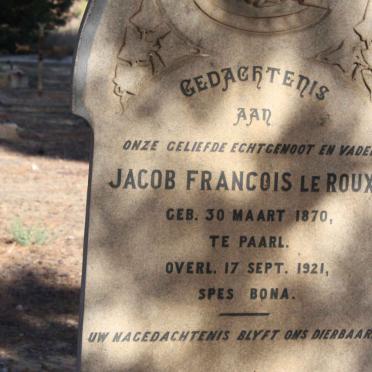 GEDACHTENIS
AAN
ONZE GELIEFDE ECHTGENOOT EN VADER
JACOB FRANCOIS LE ROUX
GEB. 30 MAART 1870,
TE PAARL.
OVERL. 17 SEPT. 1921,
SPES BONA.
UW NAGEDACHTENIS BLYFT ONS DIERBAAR